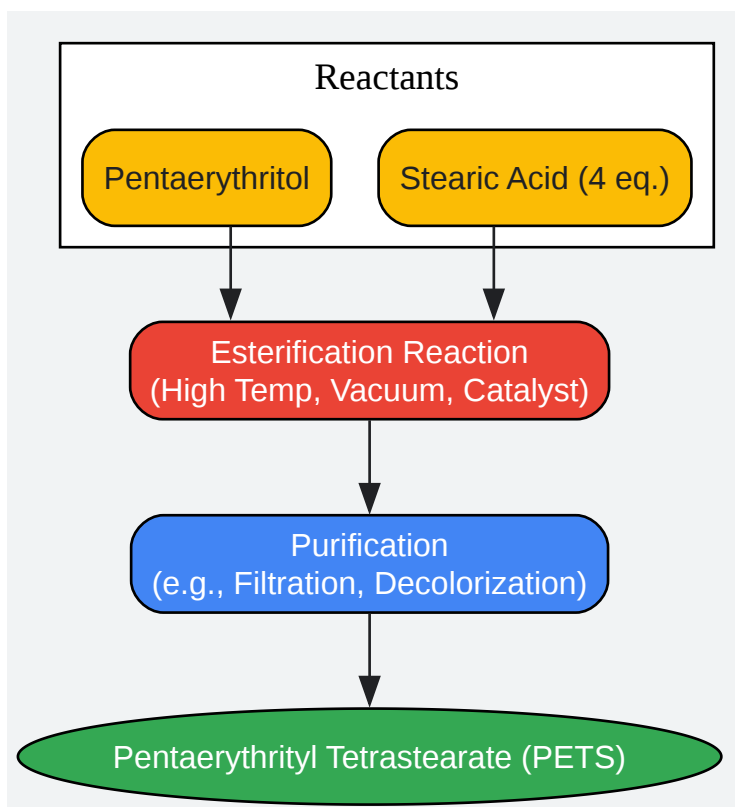 Reactants
Pentaerythritol
Stearic Acid (4 eq.)
Esterification Reaction
(High Temp, Vacuum, Catalyst)
Purification
(e.g., Filtration, Decolorization)
Pentaerythrityl Tetrastearate (PETS)